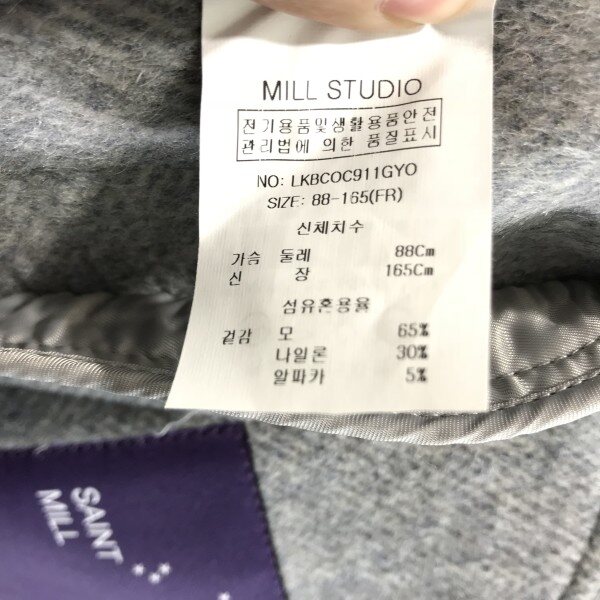 MILL STUDIO
전기용품및생활용품안전
관리법에 의한 품질표시
NO: LKBCOC911GYO
SIZE: 88-165(FR)
신체치수
가슴 둘레 88Cm
신 장 165Cm
섬유혼용율
겉감 모 65%
나일론 30%
알파카 5%
SAINT
MILL